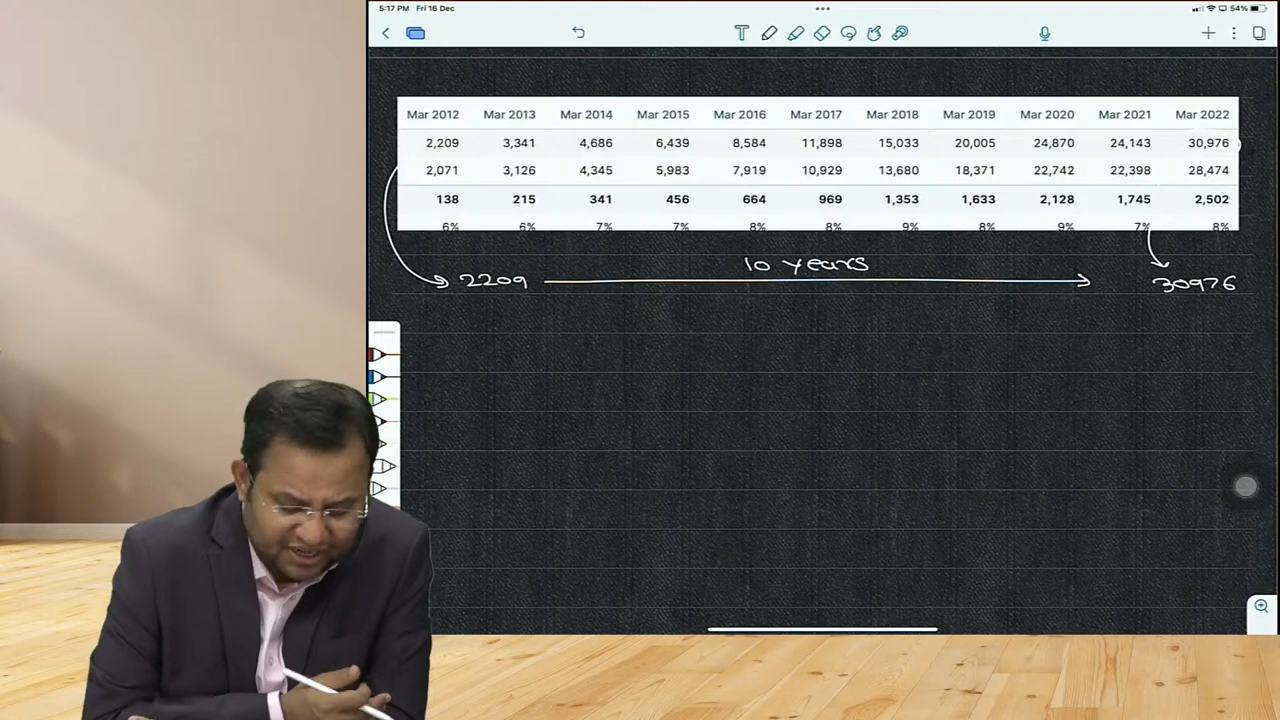 5:17 PM Fri 16 Dec 54%
T
Mar 2012 Mar 2013 Mar 2014 Mar 2015 Mar 2016 Mar 2017 Mar 2018 Mar 2019 Mar 2020 Mar 2021 Mar 2022
2,209 3,341 4,686 6,439 8,584 11,898 15,033 20,005 24,870 24,143 30,976
2,071 3,126 4,345 5,983 7,919 10,929 13,680 18,371 22,742 22,398 28,474
138 215 341 456 664 969 1,353 1,633 2,128 1,745 2,502
6% 6% 7% 7% 8% 8% 9% 8% 9% 7% 8%
10 years
2209 30976